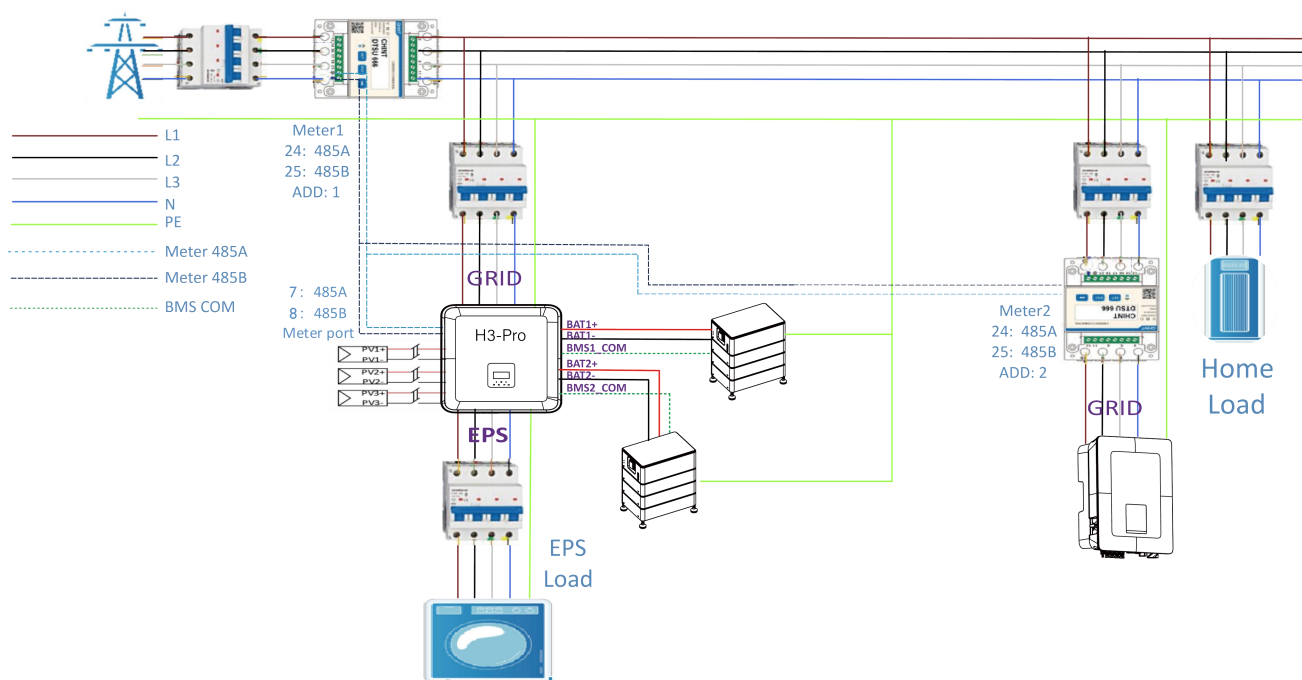 CHINT
DTSU 666
L1
L2
L3
N
PE
Meter 485A
Meter 485B
BMS COM
Meter1
24: 485A
25: 485B
ADD: 1
GRID
7: 485A
8: 485B
Meter port
H3-Pro
PV1+
PV1-
PV2+
PV2-
PV3+
PV3-
BAT1+
BAT1-
BMS1_COM
BAT2+
BAT2-
BMS2_COM
EPS
EPS
Load
CHINT
DTSU 666
Meter2
24: 485A
25: 485B
ADD: 2
GRID
Home
Load